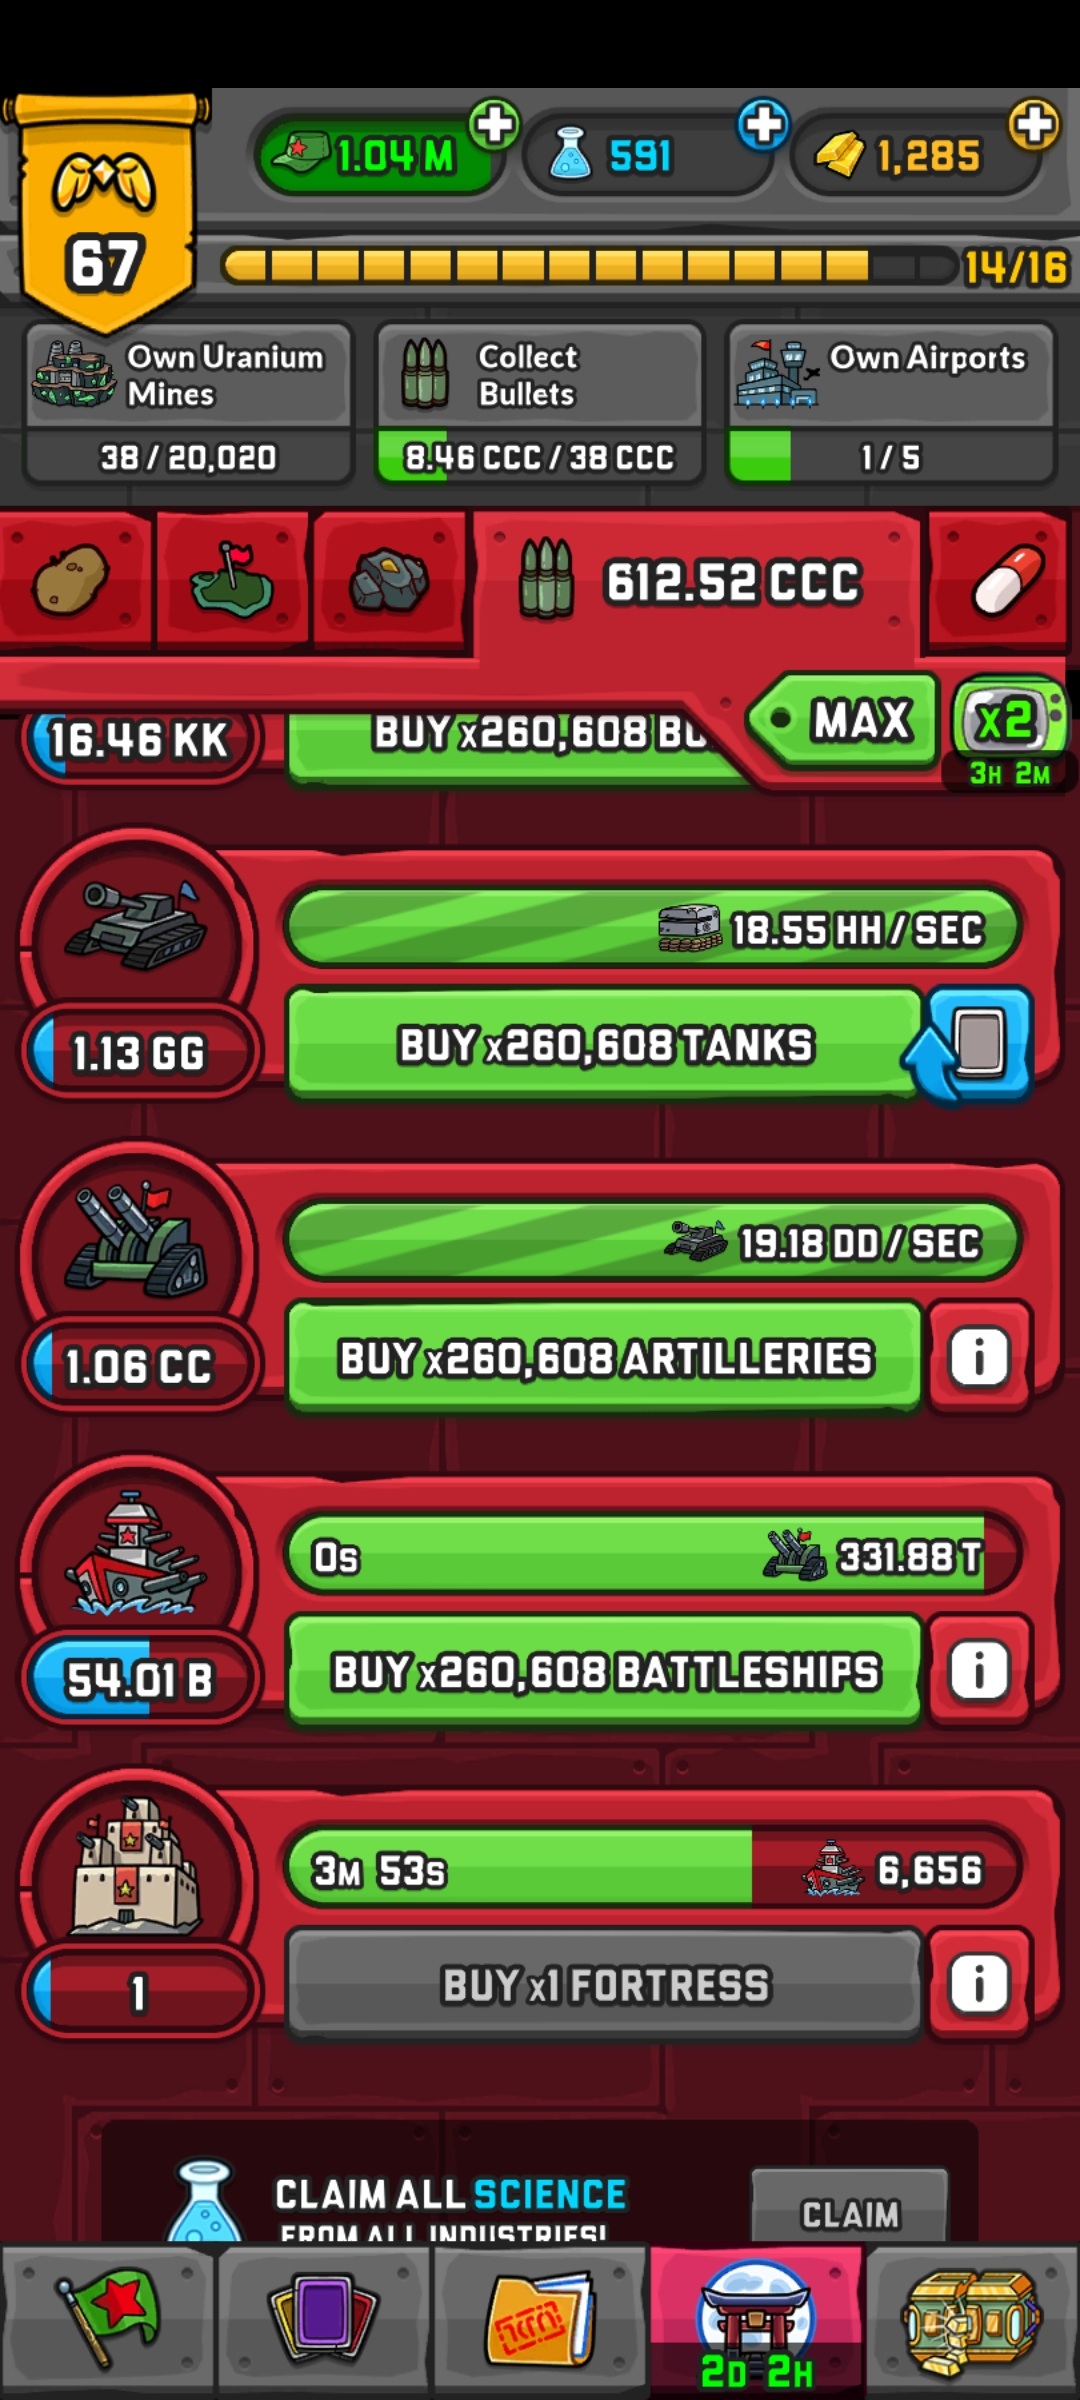 1.04 M
591
1,285
67
14/16
Own Uranium
Mines
38 / 20,020
Collect
Bullets
8.46 CCC / 38 CCC
Own Airports
1 / 5
612.52 CCC
MAX
x2
3H 2M
16.46 KK
BUY x260,608 BU
18.55 HH / SEC
1.13 GG
BUY x260,608 TANKS
19.18 DD / SEC
1.06 CC
BUY x260,608 ARTILLERIES
i
0s
331.88 T
54.01 B
BUY x260,608 BATTLESHIPS
i
3M 53s
6,656
1
BUY x1 FORTRESS
i
CLAIM ALL SCIENCE
FROM ALL INDUSTRIES!
CLAIM
2D 2H